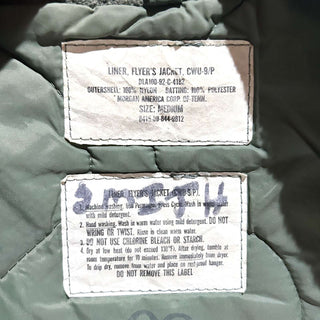 LINER, FLYER'S JACKET, CWU-9/P
DLA100-92-C-4182
OUTERSHELL: 100% NYLON BATTING: 100% POLYESTER
MORGAN AMERICA CORP. OF TENN.
SIZE: MEDIUM
8415-00-844-0812
LINER, FLYER'S JACKET CWU 9/P
1. Machine washing. Use Permanent Press Cycle. Wash in warm water
with mild detergent.
2. Hand washing. Wash in warm water using mild detergent. DO NOT
WRING OR TWIST. Rinse in clean warm water.
3. DO NOT USE CHLORINE BLEACH OR STARCH.
4. Dry at low heat (do not exceed 130°F). After drying, tumble at
room temperature for 10 minutes. Remove immediately from dryer.
To drip dry, remove from water and place on rustproof hanger.
DO NOT REMOVE THIS LABEL